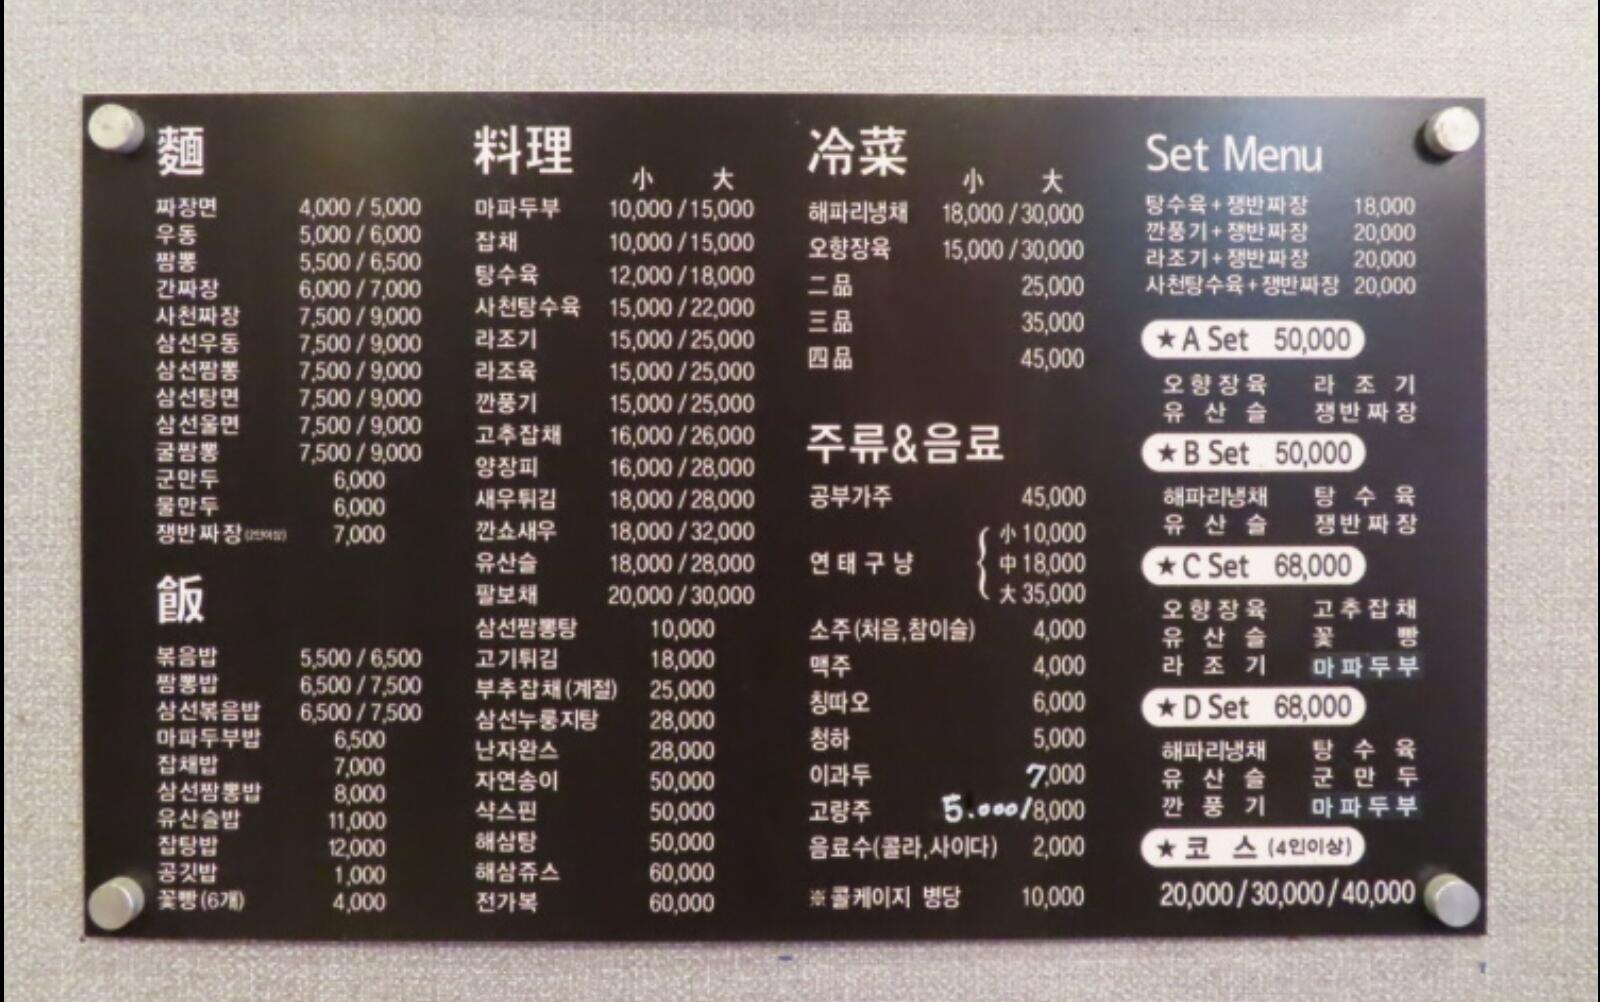 麵
짜장면 4,000 / 5,000
우동 5,000 / 6,000
짬뽕 5,500 / 6,500
간짜장 6,000 / 7,000
사천짜장 7,500 / 9,000
삼선우동 7,500 / 9,000
삼선짬뽕 7,500 / 9,000
삼선탕면 7,500 / 9,000
삼선울면 7,500 / 9,000
굴짬뽕 7,500 / 9,000
군만두 6,000
물만두 6,000
쟁반짜장(2인이상) 7,000
飯
볶음밥 5,500 / 6,500
짬뽕밥 6,500 / 7,500
삼선볶음밥 6,500 / 7,500
마파두부밥 6,500
잡채밥 7,000
삼선짬뽕밥 8,000
유산슬밥 11,000
잡탕밥 12,000
공깃밥 1,000
꽃빵(6개) 4,000
料理
小 大
마파두부 10,000 / 15,000
잡채 10,000 / 15,000
탕수육 12,000 / 18,000
사천탕수육 15,000 / 22,000
라조기 15,000 / 25,000
라조육 15,000 / 25,000
깐풍기 15,000 / 25,000
고추잡채 16,000 / 26,000
양장피 16,000 / 28,000
새우튀김 18,000 / 28,000
깐쇼새우 18,000 / 32,000
유산슬 18,000 / 28,000
팔보채 20,000 / 30,000
삼선짬뽕탕 10,000
고기튀김 18,000
부추잡채(계절) 25,000
삼선누룽지탕 28,000
난자완스 28,000
자연송이 50,000
샥스핀 50,000
해삼탕 50,000
해삼쥬스 60,000
전가복 60,000
冷菜
小 大
해파리냉채 18,000 / 30,000
오향장육 15,000 / 30,000
二品 25,000
三品 35,000
四品 45,000
주류&음료
공부가주 45,000
小 10,000
연태구냥 中 18,000
大 35,000
소주(처음,참이슬) 4,000
맥주 4,000
칭따오 6,000
청하 5,000
이과두 7,000
고량주 5.000/8,000
음료수(콜라,사이다) 2,000
※콜케이지 병당 10,000
Set Menu
탕수육+쟁반짜장 18,000
깐풍기+쟁반짜장 20,000
라조기+쟁반짜장 20,000
사천탕수육+쟁반짜장 20,000
★A Set 50,000
오향장육 라조기
유산슬 쟁반짜장
★B Set 50,000
해파리냉채 탕수육
유산슬 쟁반짜장
★C Set 68,000
오향장육 고추잡채
유산슬 꽃빵
라조기 마파두부
★D Set 68,000
해파리냉채 탕수육
유산슬 군만두
깐풍기 마파두부
★코스 (4인이상)
20,000 / 30,000 / 40,000